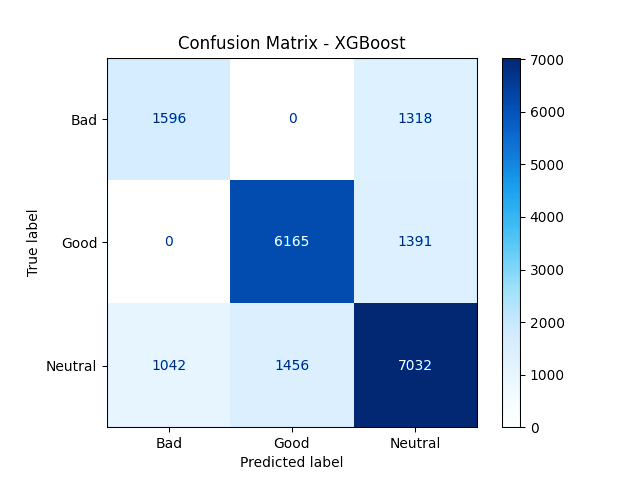 Confusion Matrix - XGBoost
7000
6000
5000
4000
3000
2000
1000
0
True label
Bad 1596 0 1318
Good 0 6165 1391
Neutral 1042 1456 7032
Bad Good Neutral
Predicted label